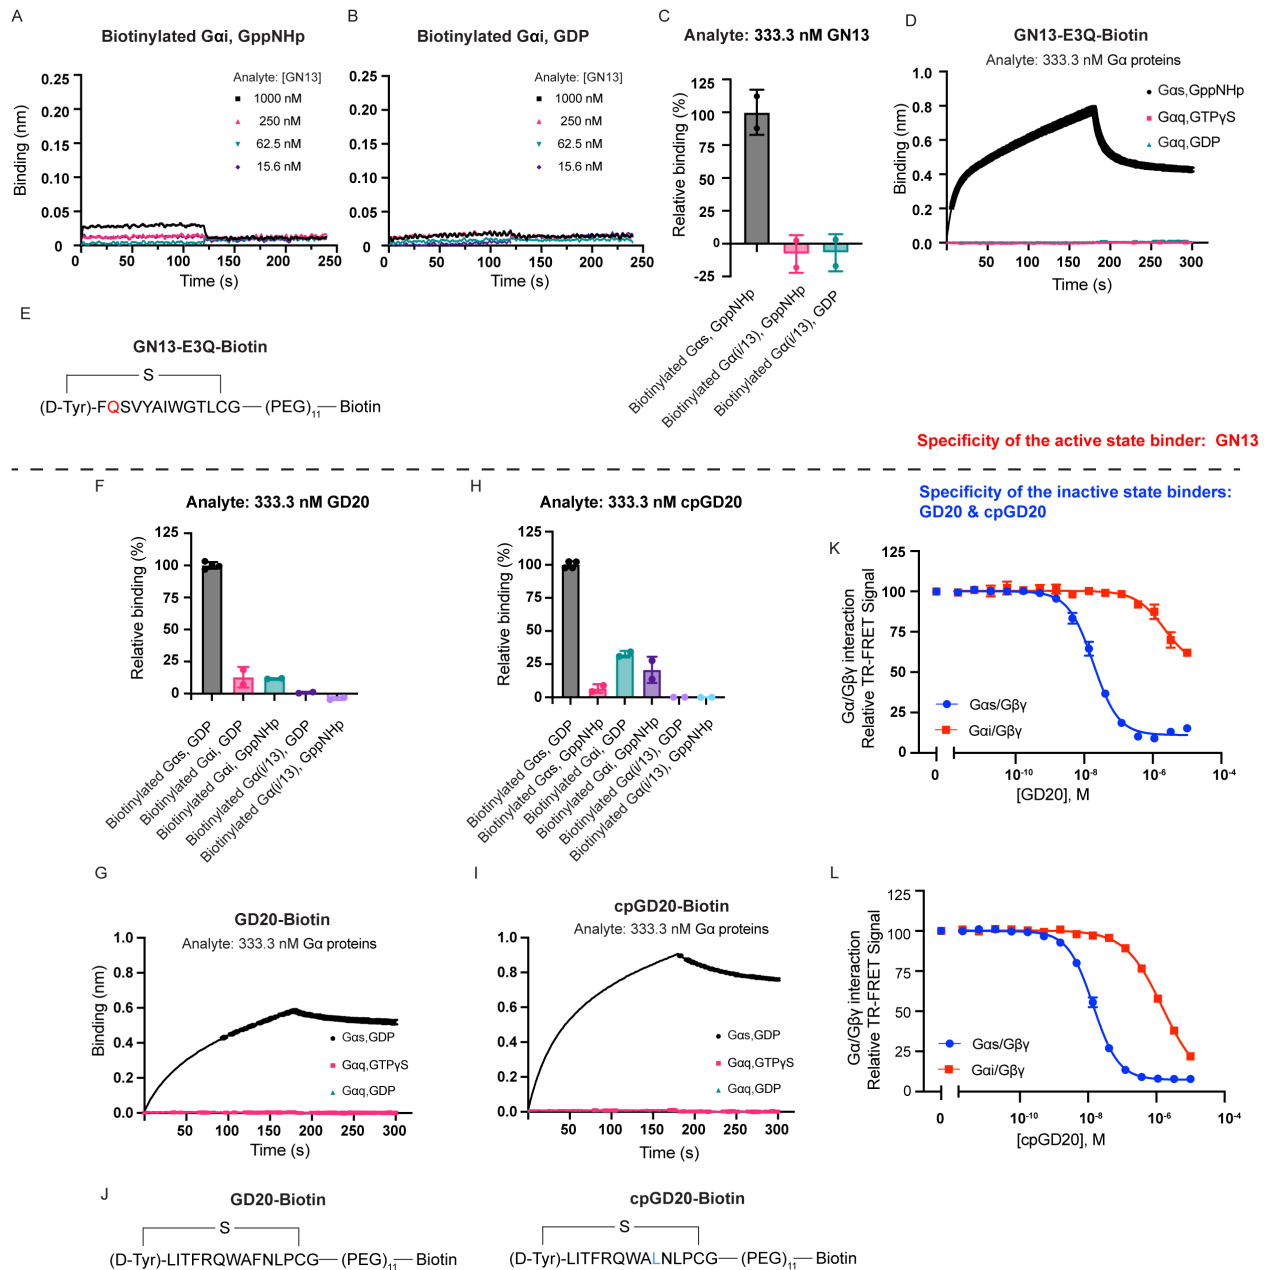 A
Biotinylated Gαi, GppNHp
Binding (nm)
0.25
0.20
0.15
0.10
0.05
0
Analyte: [GN13]
1000 nM
250 nM
62.5 nM
15.6 nM
0 50 100 150 200 250
Time (s)
B
Biotinylated Gαi, GDP
0.25
0.20
0.15
0.10
0.05
0
Analyte: [GN13]
1000 nM
250 nM
62.5 nM
15.6 nM
0 50 100 150 200 250
Time (s)
C
Analyte: 333.3 nM GN13
Relative binding (%)
125
100
75
50
25
0
-25
Biotinylated Gαs, GppNHp
Biotinylated Gα(i/13), GppNHp
Biotinylated Gα(i/13), GDP
D
GN13-E3Q-Biotin
Analyte: 333.3 nM Gα proteins
Binding (nm)
1.0
0.8
0.6
0.4
0.2
0.0
Gαs,GppNHp
Gαq,GTPγS
Gαq,GDP
50 100 150 200 250 300
Time (s)
E
GN13-E3Q-Biotin
S
(D-Tyr)-FQSVYAIWGTLCG—(PEG)11—Biotin
Specificity of the active state binder: GN13
Specificity of the inactive state binders:
GD20 & cpGD20
F
Analyte: 333.3 nM GD20
Relative binding (%)
125
100
75
50
25
0
Biotinylated Gαs, GDP
Biotinylated Gαi, GDP
Biotinylated Gαi, GppNHp
Biotinylated Gα(i/13), GDP
Biotinylated Gα(i/13), GppNHp
H
Analyte: 333.3 nM cpGD20
Relative binding (%)
125
100
75
50
25
0
Biotinylated Gαs, GDP
Biotinylated Gαs, GppNHp
Biotinylated Gαi, GDP
Biotinylated Gαi, GppNHp
Biotinylated Gα(i/13), GDP
Biotinylated Gα(i/13), GppNHp
K
Gα/Gβγ interaction
Relative TR-FRET Signal
125
100
75
50
25
0
Gαs/Gβγ
Gαi/Gβγ
0 10-10 10-8 10-6 10-4
[GD20], M
G
GD20-Biotin
Analyte: 333.3 nM Gα proteins
Binding (nm)
1.0
0.8
0.6
0.4
0.2
0.0
Gαs,GDP
Gαq,GTPγS
Gαq,GDP
50 100 150 200 250 300
Time (s)
I
cpGD20-Biotin
Analyte: 333.3 nM Gα proteins
1.0
0.8
0.6
0.4
0.2
0.0
Gαs,GDP
Gαq,GTPγS
Gαq,GDP
50 100 150 200 250 300
Time (s)
L
Gα/Gβγ interaction
Relative TR-FRET Signal
125
100
75
50
25
0
Gαs/Gβγ
Gαi/Gβγ
0 10-10 10-8 10-6 10-4
[cpGD20], M
J
GD20-Biotin
S
(D-Tyr)-LITFRQWAFNLPCG—(PEG)11—Biotin
cpGD20-Biotin
S
(D-Tyr)-LITFRQWALNLPCG—(PEG)11—Biotin